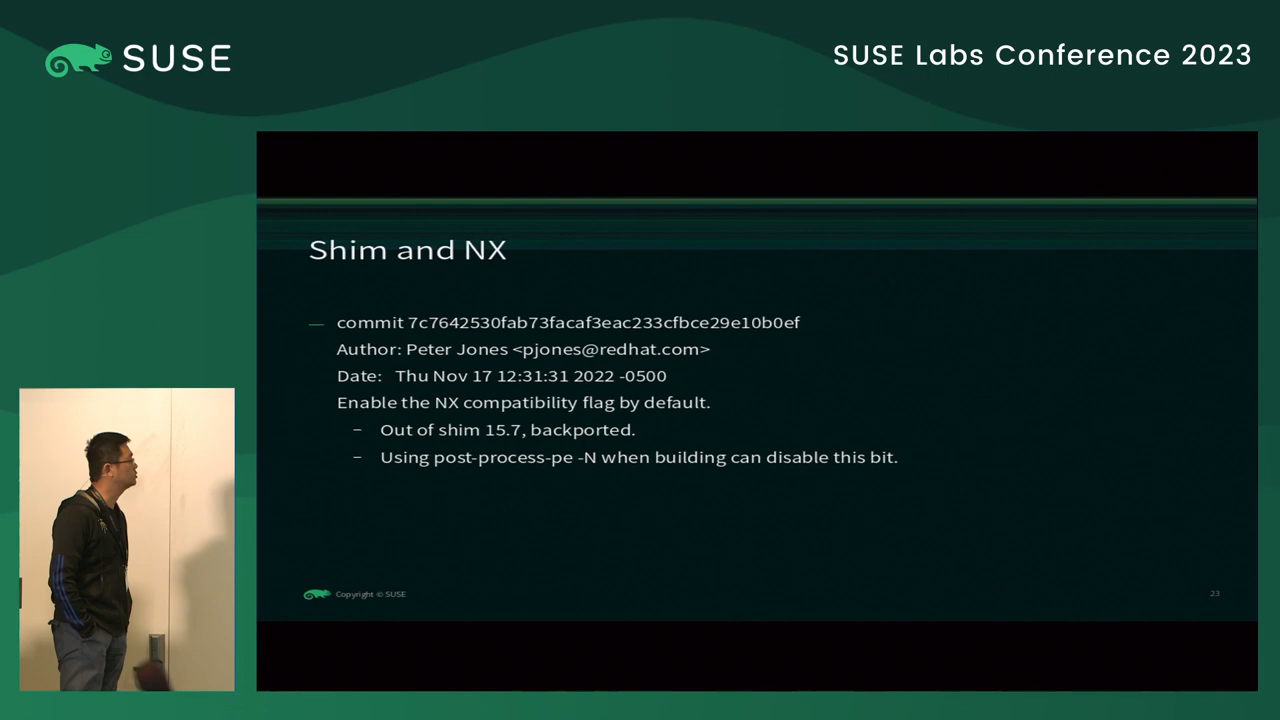 SUSE
SUSE Labs Conference 2023
Shim and NX
— commit 7c7642530fab73facaf3eac233cfbce29e10b0ef
Author: Peter Jones <pjones@redhat.com>
Date: Thu Nov 17 12:31:31 2022 -0500
Enable the NX compatibility flag by default.
– Out of shim 15.7, backported.
– Using post-process-pe -N when building can disable this bit.
Copyright © SUSE
23